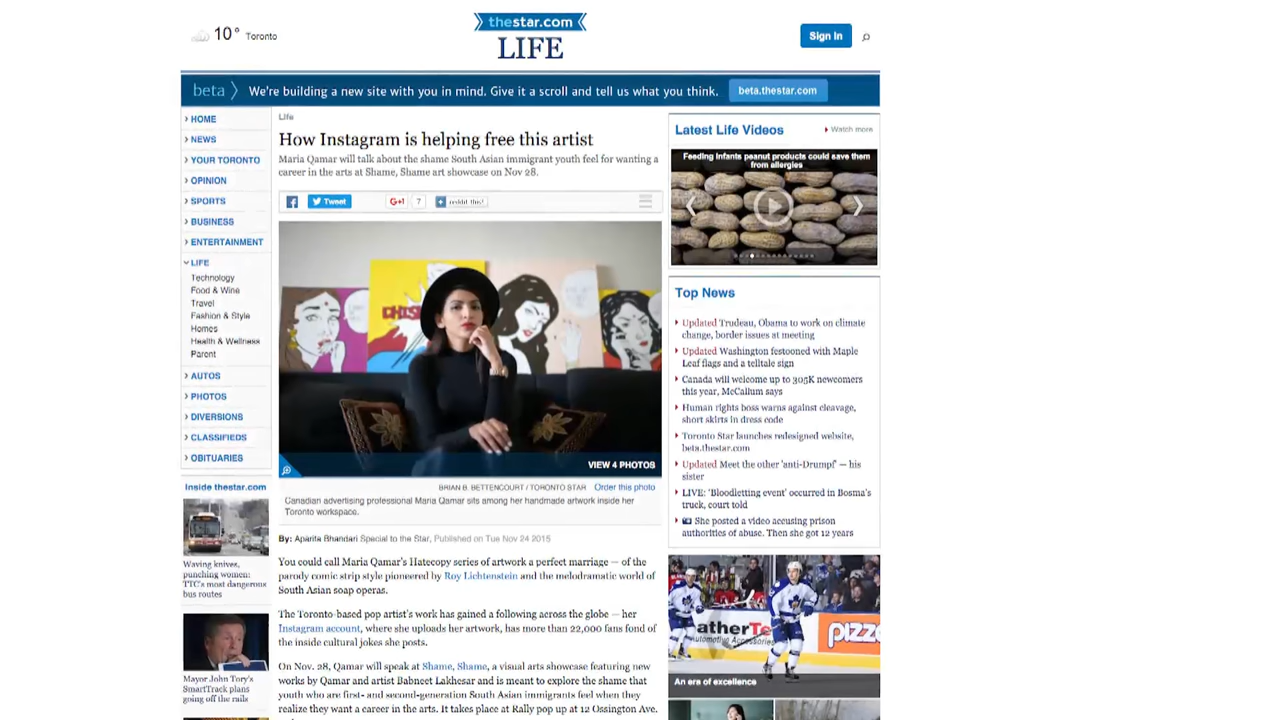 10° Toronto
thestar.com
LIFE
Sign In
beta
We're building a new site with you in mind. Give it a scroll and tell us what you think.
beta.thestar.com
HOME
NEWS
YOUR TORONTO
OPINION
SPORTS
BUSINESS
ENTERTAINMENT
LIFE
Technology
Food & Wine
Travel
Fashion & Style
Homes
Health & Wellness
Parent
AUTOS
PHOTOS
DIVERSIONS
CLASSIFIEDS
OBITUARIES
Inside thestar.com
Waving knives,
punching women:
TTC's most dangerous
bus routes
Mayor John Tory's
SmartTrack plans
going off the rails
Life
How Instagram is helping free this artist
Maria Qamar will talk about the shame South Asian immigrant youth feel for wanting a
career in the arts at Shame, Shame art showcase on Nov 28.
Tweet
G+1
7
reddit this!
VIEW 4 PHOTOS
BRIAN B. BETTENCOURT / TORONTO STAR Order this photo
Canadian advertising professional Maria Qamar sits among her handmade artwork inside her
Toronto workspace.
By: Aparita Bhandari Special to the Star, Published on Tue Nov 24 2015
You could call Maria Qamar's Hatecopy series of artwork a perfect marriage — of the
parody comic strip style pioneered by Roy Lichtenstein and the melodramatic world of
South Asian soap operas.
The Toronto-based pop artist's work has gained a following across the globe — her
Instagram account, where she uploads her artwork, has more than 22,000 fans fond of
the inside cultural jokes she posts.
On Nov. 28, Qamar will speak at Shame, Shame, a visual arts showcase featuring new
works by Qamar and artist Babneet Lakhesar and is meant to explore the shame that
youth who are first- and second-generation South Asian immigrants feel when they
realize they want a career in the arts. It takes place at Rally pop up at 12 Ossington Ave.
Latest Life Videos
Watch more
Feeding infants peanut products could save them
from allergies
Top News
Updated Trudeau, Obama to work on climate
change, border issues at meeting
Updated Washington festooned with Maple
Leaf flags and a telltale sign
Canada will welcome up to 305K newcomers
this year, McCallum says
Human rights boss warns against cleavage,
short skirts in dress code
Toronto Star launches redesigned website,
beta.thestar.com
Updated Meet the other 'anti-Drumpf' — his
sister
LIVE: 'Bloodletting event' occurred in Bosma's
truck, court told
She posted a video accusing prison
authorities of abuse. Then she got 12 years
Automotive Accessories
An era of excellence